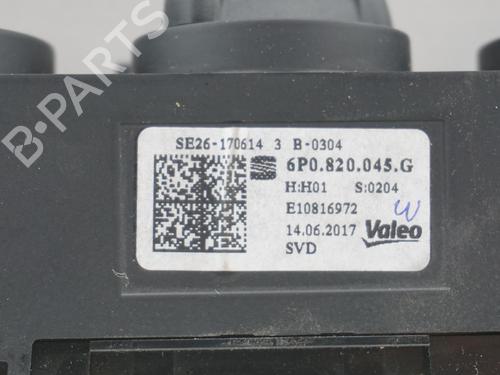 B-PARTS
SE26-170614 3 B-0304
6P0.820.045.G
H:H01 S:0204
E10816972
14.06.2017 Valeo
SVD